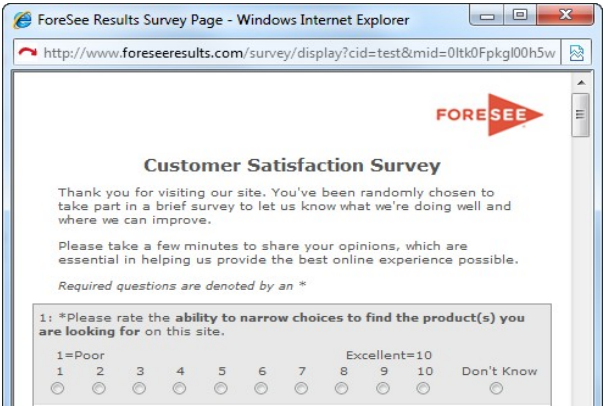 ForeSee Results Survey Page - Windows Internet Explorer
http://www.foreseeresults.com/survey/display?cid=test&mid=0ltk0Fpkgl00h5w
FORESEE
Customer Satisfaction Survey
Thank you for visiting our site. You've been randomly chosen to
take part in a brief survey to let us know what we're doing well and
where we can improve.
Please take a few minutes to share your opinions, which are
essential in helping us provide the best online experience possible.
Required questions are denoted by an *
1: *Please rate the ability to narrow choices to find the product(s) you
are looking for on this site.
1=Poor Excellent=10
1 2 3 4 5 6 7 8 9 10 Don't Know